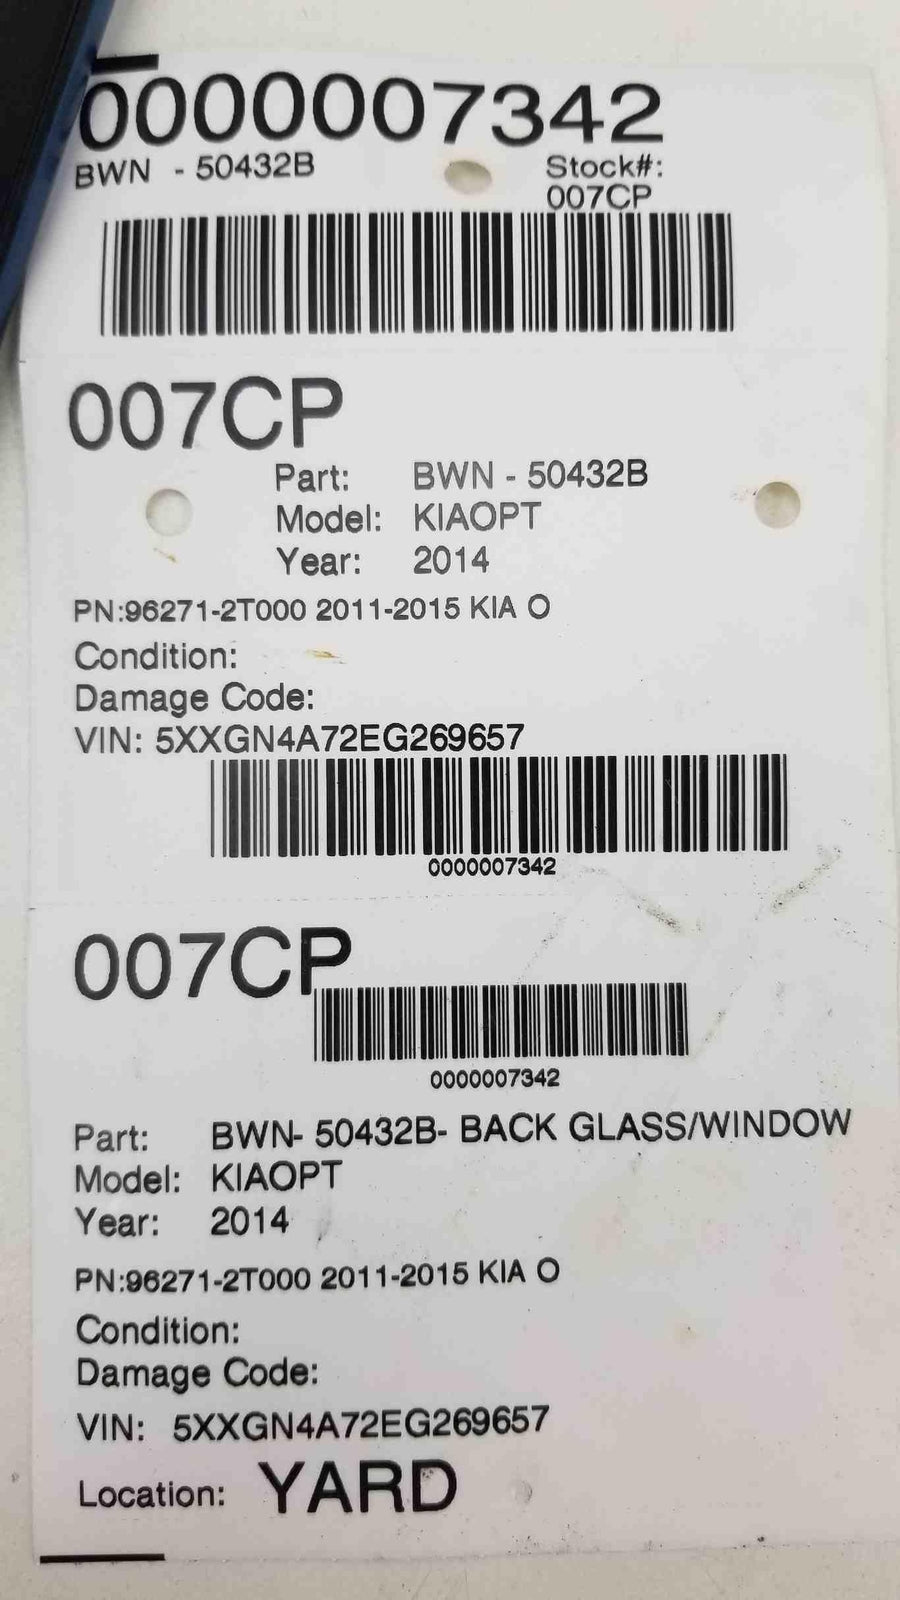 0000007342
BWN - 50432B
Stock#:
007CP
007CP
Part: BWN - 50432B
Model: KIAOPT
Year: 2014
PN:96271-2T000 2011-2015 KIA O
Condition:
Damage Code:
VIN: 5XXGN4A72EG269657
0000007342
007CP
0000007342
Part: BWN- 50432B- BACK GLASS/WINDOW
Model: KIAOPT
Year: 2014
PN:96271-2T000 2011-2015 KIA O
Condition:
Damage Code:
VIN: 5XXGN4A72EG269657
Location: YARD